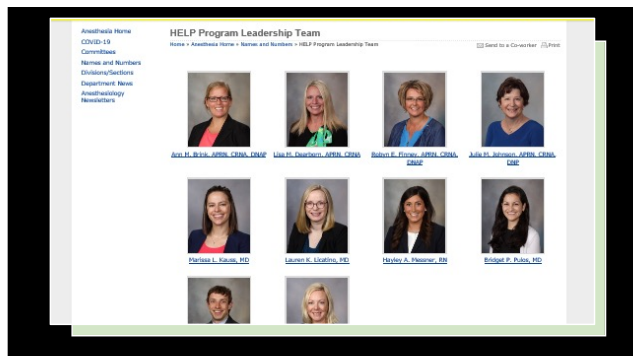 Anesthesia Home
COVID-19
Committees
Names and Numbers
Divisions/Sections
Department News
Anesthesiology
Newsletters
HELP Program Leadership Team
Home » Anesthesia Home » Names and Numbers » HELP Program Leadership Team
Send to a Co-worker Print
Ann M. Brink, APRN, CRNA, DNAP
Lisa M. Dearborn, APRN, CRNA
Robyn E. Finney, APRN, CRNA,
DNAP
Julie M. Johnson, APRN, CRNA,
DNP
Marissa L. Kauss, MD
Lauren K. Licatino, MD
Hayley A. Messner, RN
Bridget P. Pulos, MD